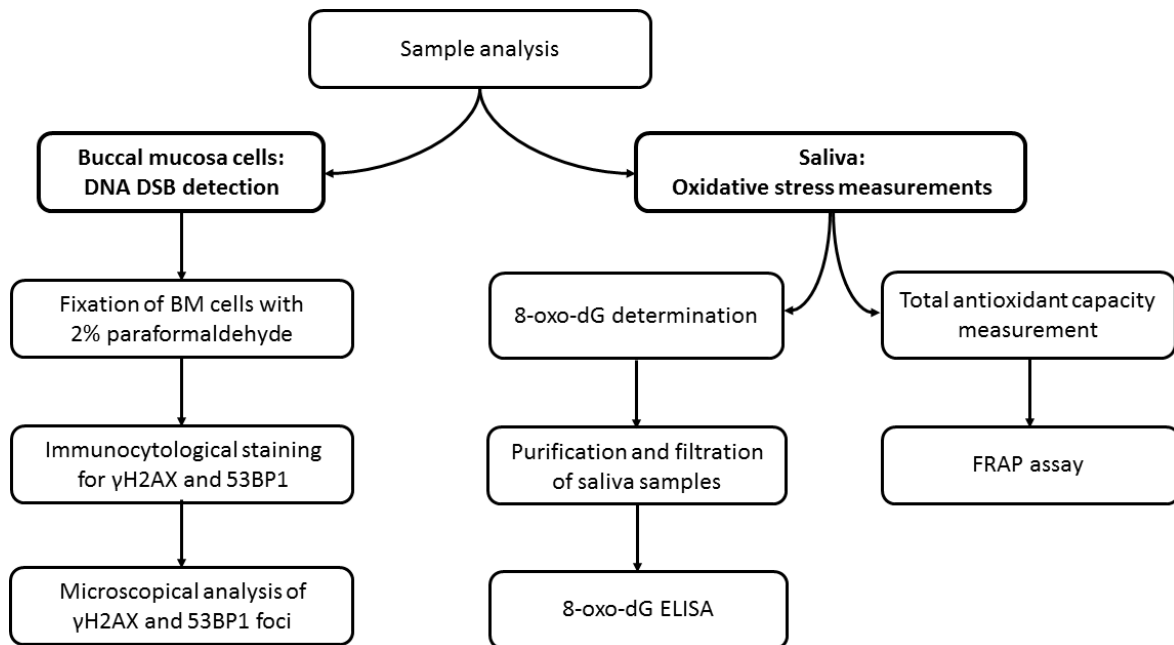 Sample analysis
Buccal mucosa cells:
DNA DSB detection
Saliva:
Oxidative stress measurements
Fixation of BM cells with
2% paraformaldehyde
8-oxo-dG determination
Total antioxidant capacity
measurement
Immunocytological staining
for γH2AX and 53BP1
Purification and filtration
of saliva samples
FRAP assay
Microscopical analysis of
γH2AX and 53BP1 foci
8-oxo-dG ELISA